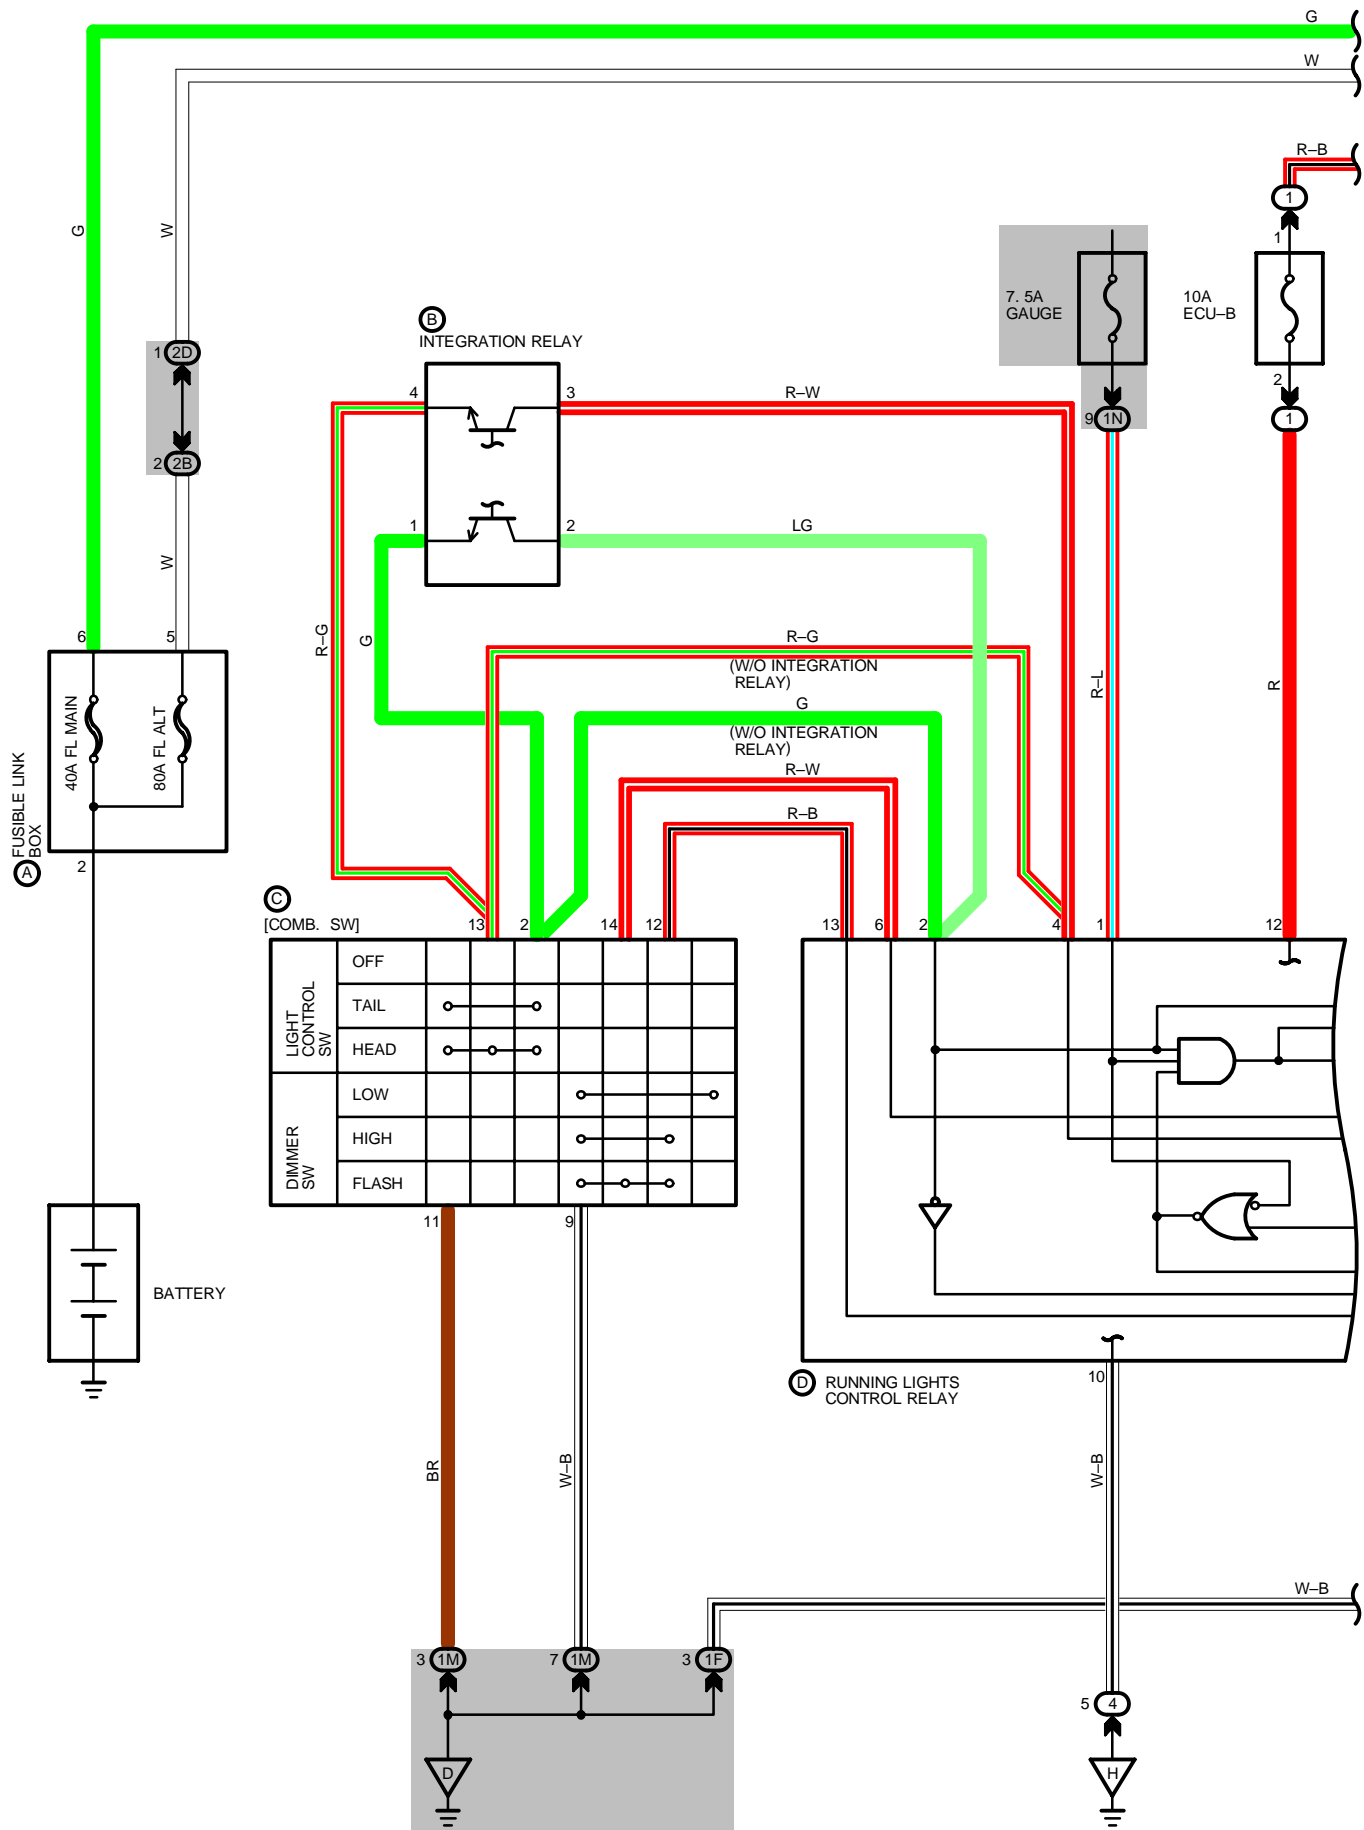 G
W
R–B
1
G
W
1
7. 5A
GAUGE
10A
ECU–B
B
INTEGRATION RELAY
1 2D
4
3
R–W
2
9 1N
1
2 2B
1
2
LG
W
R–G
G
6
5
R–G
(W/O INTEGRATION
RELAY)
R–L
R
G
(W/O INTEGRATION
RELAY)
40A FL MAIN
80A FL ALT
R–W
R–B
FUSIBLE LINK
BOX
A
2
C
[COMB. SW]
13
2
14
12
13
6
2
4
1
12
LIGHT
CONTROL
SW
OFF
TAIL
HEAD
DIMMER
SW
LOW
HIGH
FLASH
11
9
BATTERY
D RUNNING LIGHTS
CONTROL RELAY
10
BR
W–B
W–B
W–B
3 1M
7 1M
3 1F
5 4
D
H